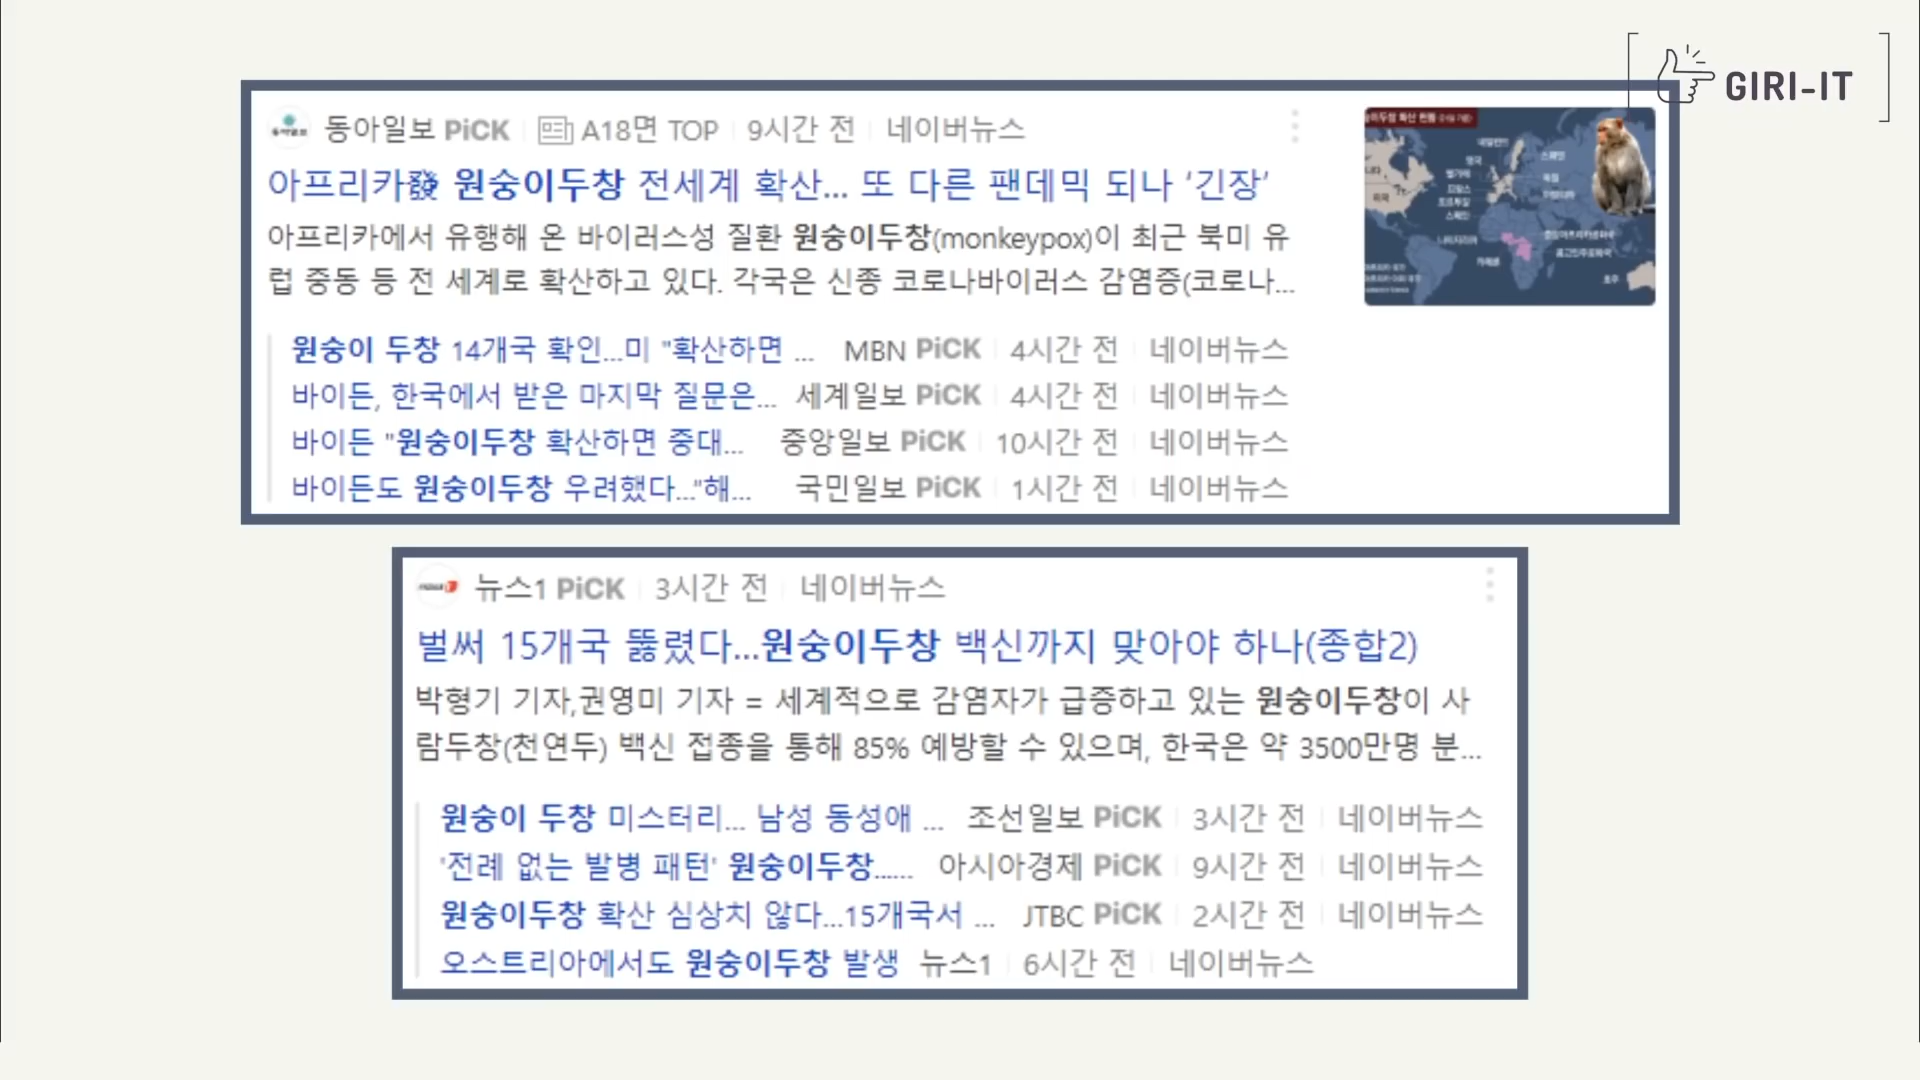 GIRI-IT
동아일보 PiCK A18면 TOP 9시간 전 네이버뉴스
아프리카發 원숭이두창 전세계 확산... 또 다른 팬데믹 되나 ‘긴장’
아프리카에서 유행해 온 바이러스성 질환 원숭이두창(monkeypox)이 최근 북미 유
럽 중동 등 전 세계로 확산하고 있다. 각국은 신종 코로나바이러스 감염증(코로나...
원숭이 두창 14개국 확인...미 "확산하면 ... MBN PiCK 4시간 전 네이버뉴스
바이든, 한국에서 받은 마지막 질문은... 세계일보 PiCK 4시간 전 네이버뉴스
바이든 "원숭이두창 확산하면 중대... 중앙일보 PiCK 10시간 전 네이버뉴스
바이든도 원숭이두창 우려했다..."해... 국민일보 PiCK 1시간 전 네이버뉴스
뉴스1 PiCK 3시간 전 네이버뉴스
벌써 15개국 뚫렸다...원숭이두창 백신까지 맞아야 하나(종합2)
박형기 기자,권영미 기자 = 세계적으로 감염자가 급증하고 있는 원숭이두창이 사
람두창(천연두) 백신 접종을 통해 85% 예방할 수 있으며, 한국은 약 3500만명 분...
원숭이 두창 미스터리... 남성 동성애 ... 조선일보 PiCK 3시간 전 네이버뉴스
'전례 없는 발병 패턴' 원숭이두창...... 아시아경제 PiCK 9시간 전 네이버뉴스
원숭이두창 확산 심상치 않다...15개국서 ... JTBC PiCK 2시간 전 네이버뉴스
오스트리아에서도 원숭이두창 발생 뉴스1 6시간 전 네이버뉴스